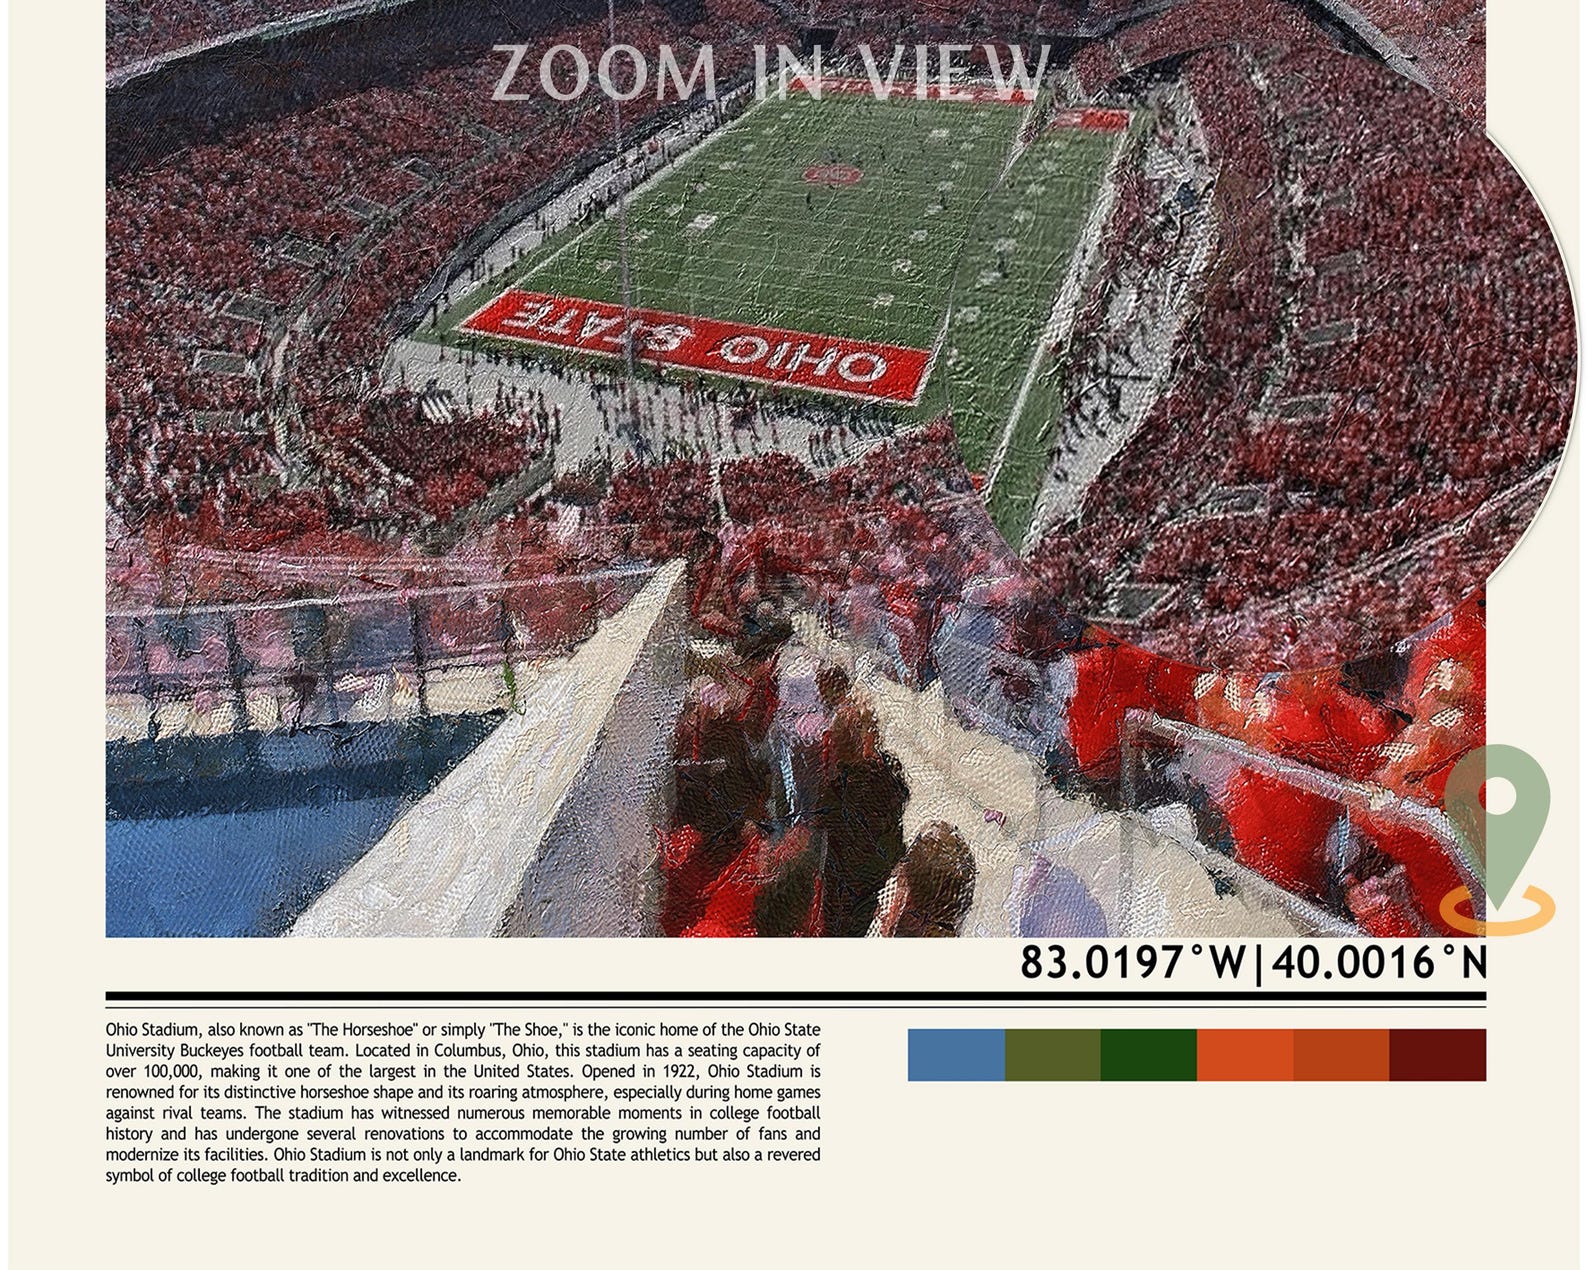 ZOOM IN VIEW
OHIO STATE
83.0197°W|40.0016°N
Ohio Stadium, also known as "The Horseshoe" or simply "The Shoe," is the iconic home of the Ohio State
University Buckeyes football team. Located in Columbus, Ohio, this stadium has a seating capacity of
over 100,000, making it one of the largest in the United States. Opened in 1922, Ohio Stadium is
renowned for its distinctive horseshoe shape and its roaring atmosphere, especially during home games
against rival teams. The stadium has witnessed numerous memorable moments in college football
history and has undergone several renovations to accommodate the growing number of fans and
modernize its facilities. Ohio Stadium is not only a landmark for Ohio State athletics but also a revered
symbol of college football tradition and excellence.